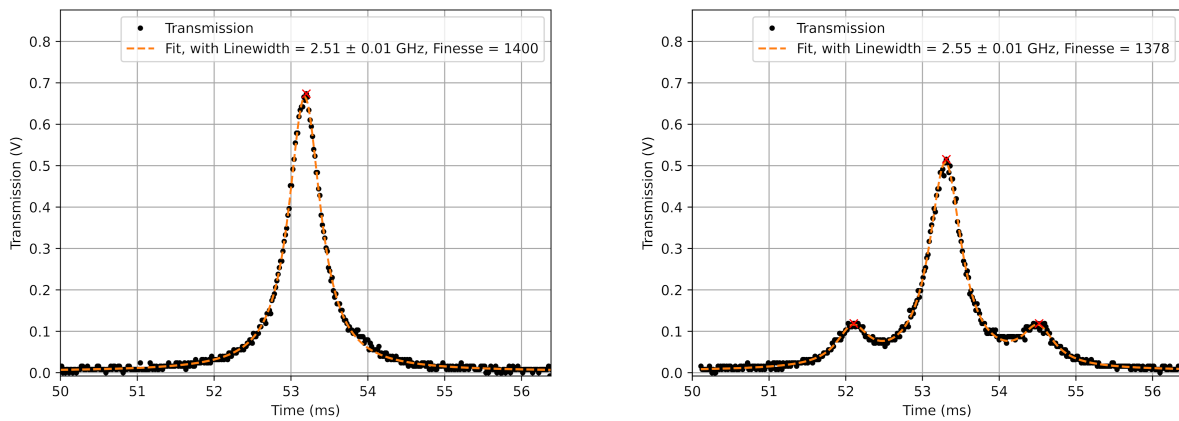 Transmission
Fit, with Linewidth = 2.51 ± 0.01 GHz, Finesse = 1400
Transmission (V)
0.8
0.7
0.6
0.5
0.4
0.3
0.2
0.1
0.0
50 51 52 53 54 55 56
Time (ms)
Transmission
Fit, with Linewidth = 2.55 ± 0.01 GHz, Finesse = 1378
Transmission (V)
0.8
0.7
0.6
0.5
0.4
0.3
0.2
0.1
0.0
50 51 52 53 54 55 56
Time (ms)